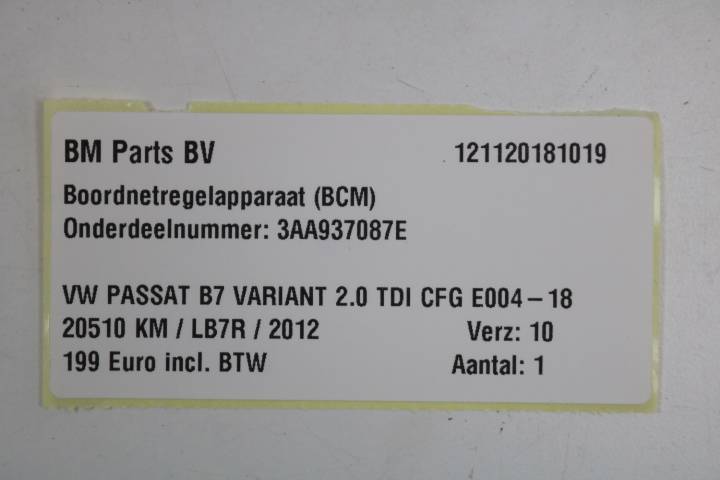 BM Parts BV 121120181019
Boordnetregelapparaat (BCM)
Onderdeelnummer: 3AA937087E
VW PASSAT B7 VARIANT 2.0 TDI CFG E004-18
20510 KM / LB7R / 2012 Verz: 10
199 Euro incl. BTW Aantal: 1